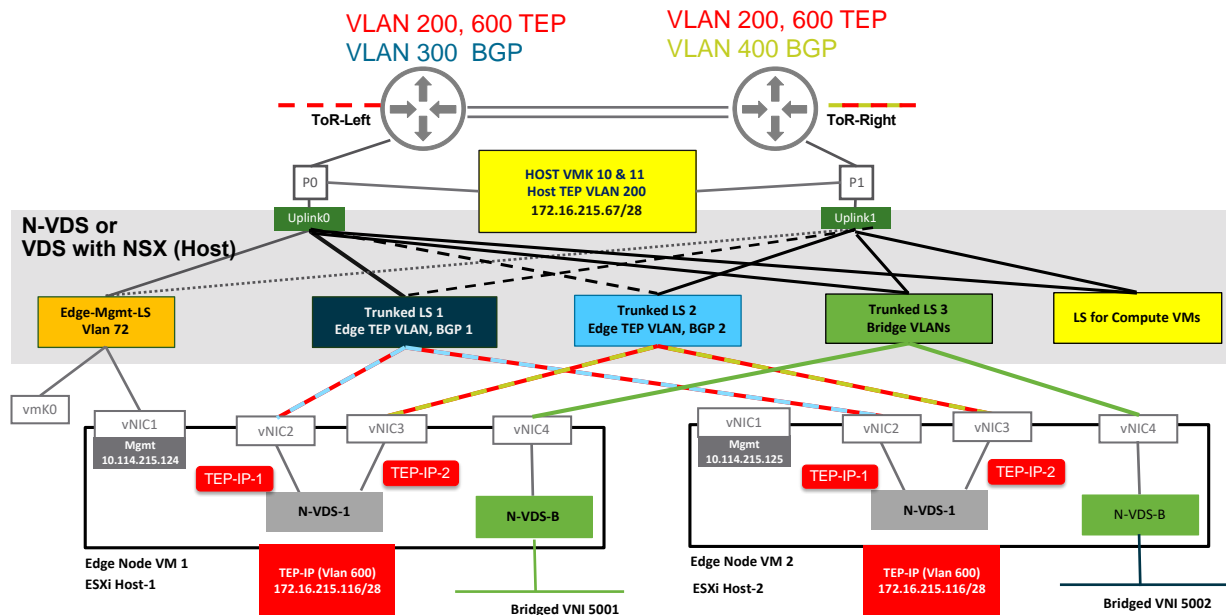 VLAN 200, 600 TEP
VLAN 300 BGP
VLAN 200, 600 TEP
VLAN 400 BGP
ToR-Left
ToR-Right
P0
HOST VMK 10 & 11
Host TEP VLAN 200
172.16.215.67/28
P1
Uplink0
Uplink1
N-VDS or
VDS with NSX (Host)
Edge-Mgmt-LS
Vlan 72
Trunked LS 1
Edge TEP VLAN, BGP 1
Trunked LS 2
Edge TEP VLAN, BGP 2
Trunked LS 3
Bridge VLANs
LS for Compute VMs
vmK0
vNIC1
Mgmt
10.114.215.124
vNIC2
vNIC3
vNIC4
TEP-IP-1
TEP-IP-2
N-VDS-1
N-VDS-B
Edge Node VM 1
ESXi Host-1
TEP-IP (Vlan 600)
172.16.215.116/28
Bridged VNI 5001
vNIC1
Mgmt
10.114.215.125
vNIC2
vNIC3
vNIC4
TEP-IP-1
TEP-IP-2
N-VDS-1
N-VDS-B
Edge Node VM 2
ESXi Host-2
TEP-IP (Vlan 600)
172.16.215.116/28
Bridged VNI 5002